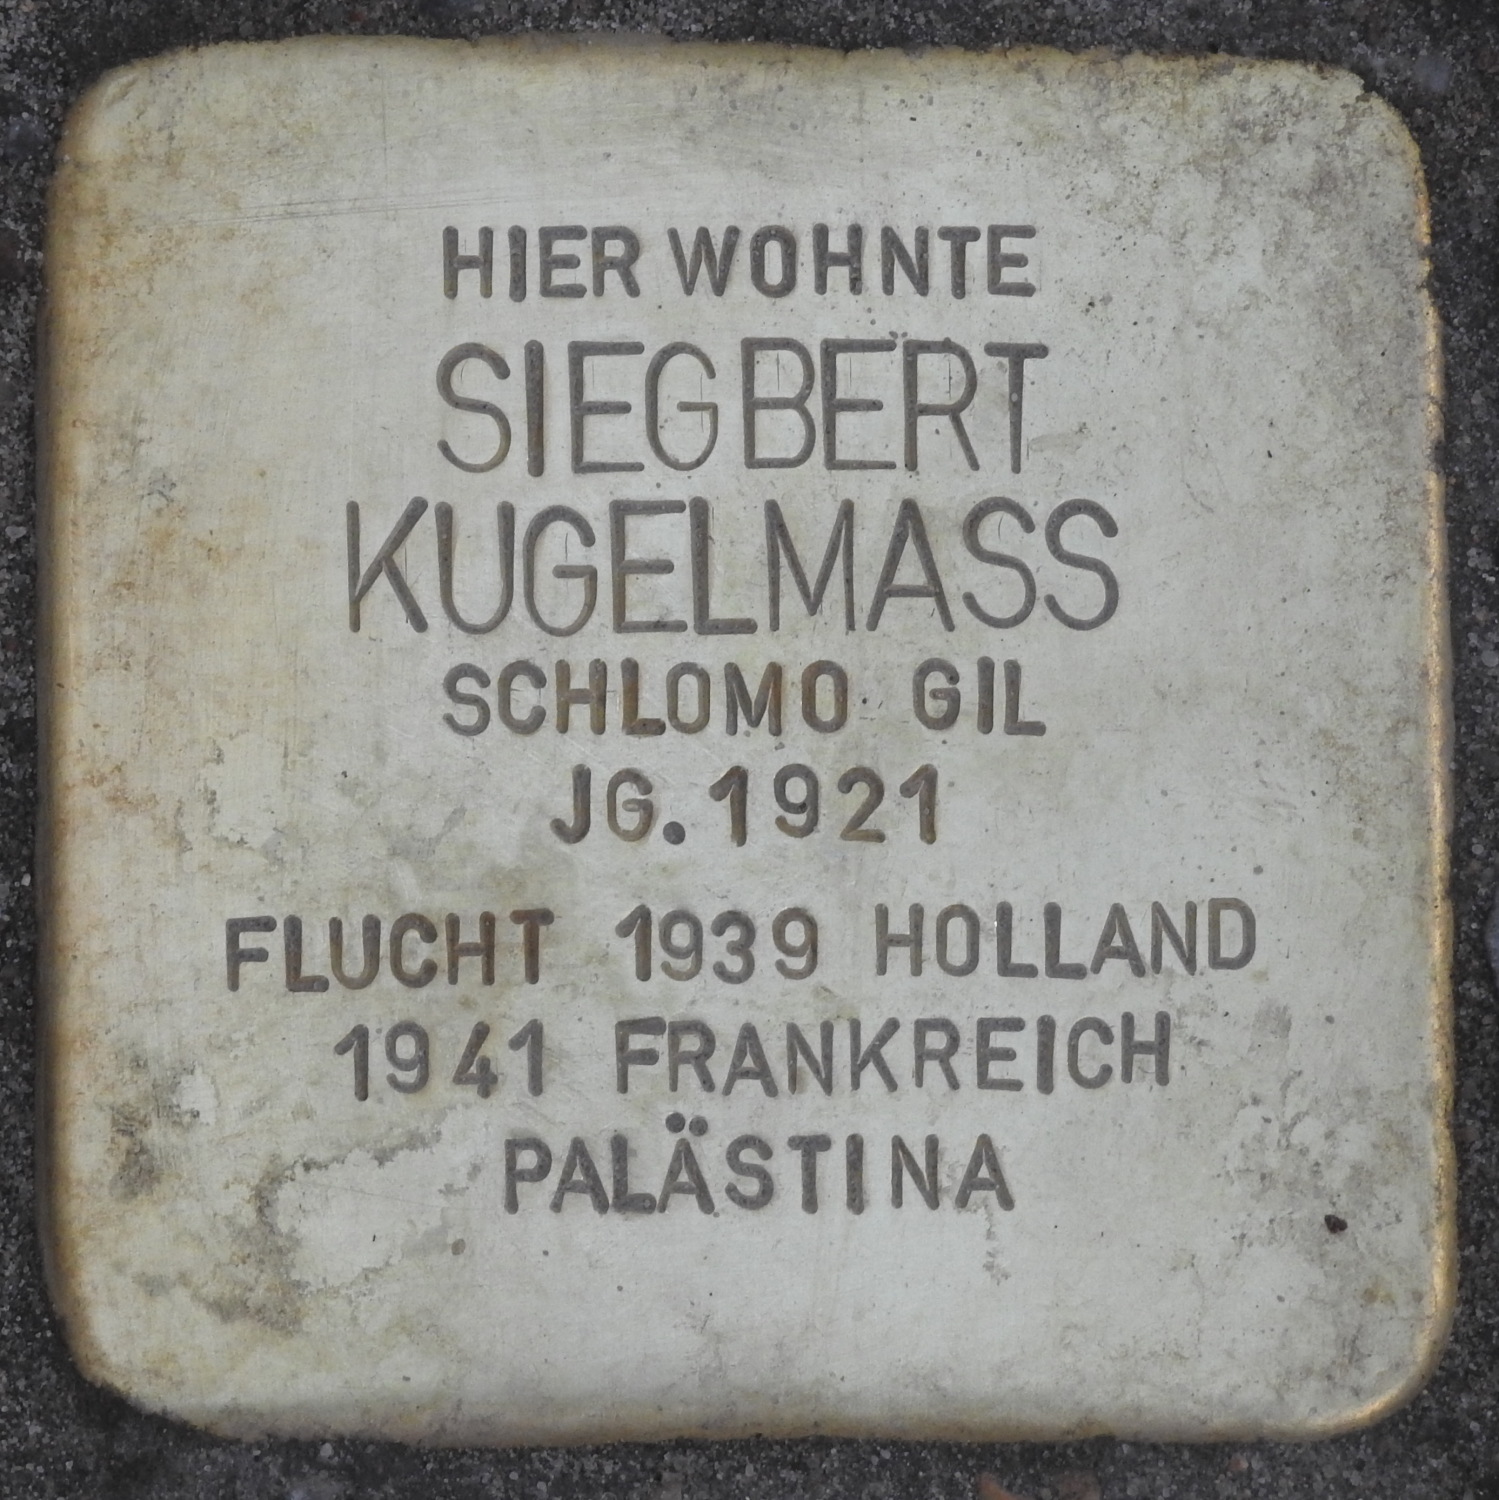 HIER WOHNTE
SIEGBERT
KUGELMASS
SCHLOMO GIL
JG. 1921
FLUCHT 1939 HOLLAND
1941 FRANKREICH
PALÄSTINA